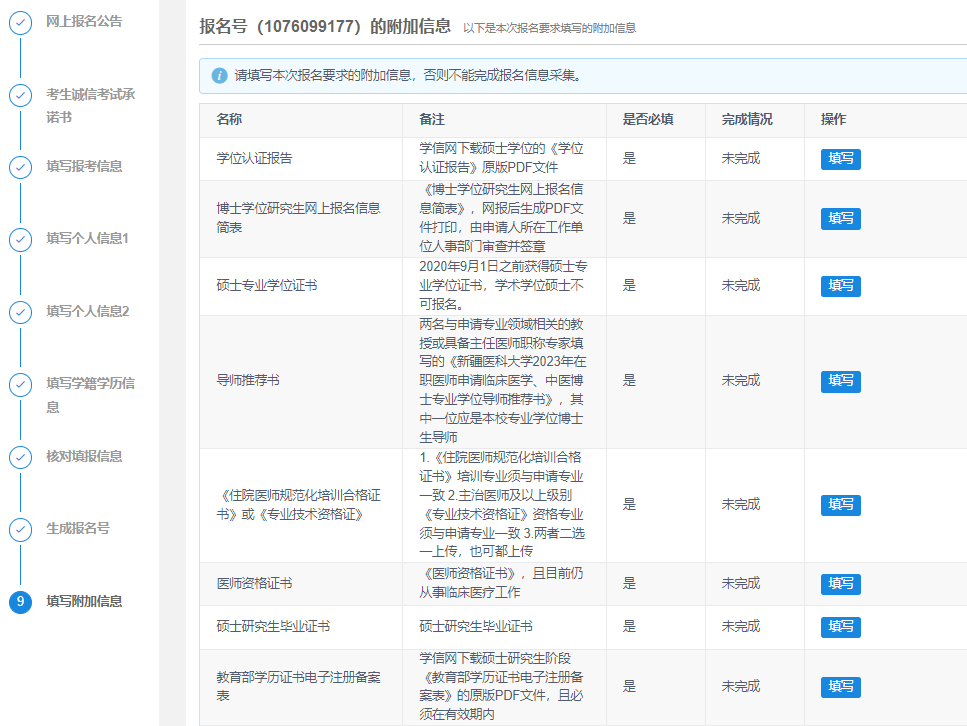 网上报名公告
考生诚信考试承
诺书
填写报考信息
填写个人信息1
填写个人信息2
填写学籍学历信
息
核对填报信息
生成报名号
9 填写附加信息
报名号（1076099177）的附加信息 以下是本次报名要求填写的附加信息
请填写本次报名要求的附加信息，否则不能完成报名信息采集。
名称 备注 是否必填 完成情况 操作
学位认证报告
学信网下载硕士学位的《学位
认证报告》原版PDF文件
是 未完成 填写
博士学位研究生网上报名信息
简表
《博士学位研究生网上报名信
息简表》，网报后生成PDF文
件打印，由申请人所在工作单
位人事部门审查并签章
是 未完成 填写
硕士专业学位证书
2020年9月1日之前获得硕士专
业学位证书，学术学位硕士不
可报名。
是 未完成 填写
导师推荐书
两名与申请专业领域相关的教
授或具备主任医师职称专家填
写的《新疆医科大学2023年在
职医师申请临床医学、中医博
士专业学位导师推荐书》，其
中一位应是本校专业学位博士
生导师
是 未完成 填写
《住院医师规范化培训合格证
书》或《专业技术资格证》
1.《住院医师规范化培训合格
证书》培训专业须与申请专业
一致 2.主治医师及以上级别
《专业技术资格证》资格专业
须与申请专业一致 3.两者二选
一上传，也可都上传
是 未完成 填写
医师资格证书
《医师资格证书》，且目前仍
从事临床医疗工作
是 未完成 填写
硕士研究生毕业证书 硕士研究生毕业证书 是 未完成 填写
教育部学历证书电子注册备案
表
学信网下载硕士研究生阶段
《教育部学历证书电子注册备
案表》的原版PDF文件，且必
须在有效期内
是 未完成 填写